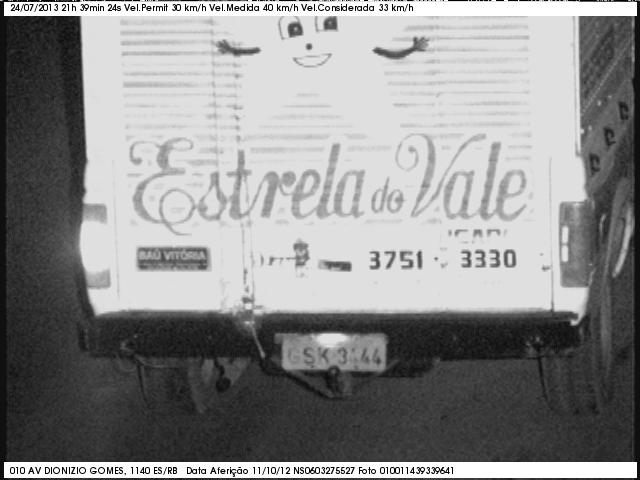 24/07/2013 21h 39min 24s Vel.Permit 30 km/h Vel.Medida 40 km/h Vel.Considerada 33 km/h
Estrela do Vale
BAÚ VITÓRIA
3751 - 3330
GSK 3444
010 AV DIONIZIO GOMES, 1140 ES/RB Data Aferição 11/10/12 NS0603275527 Foto 010011439339641